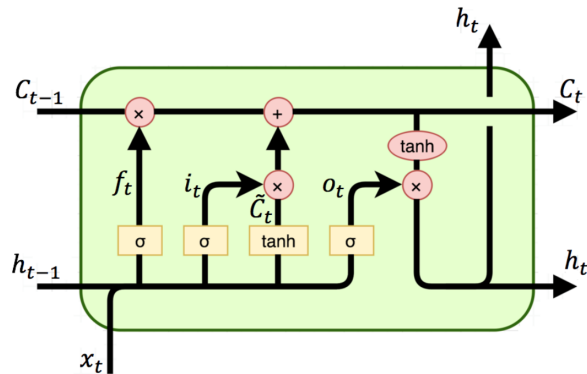 h_t
C_{t-1}
×
+
C_t
tanh
f_t
i_t
×
o_t
×
C̃_t
σ
σ
tanh
σ
h_{t-1}
h_t
x_t